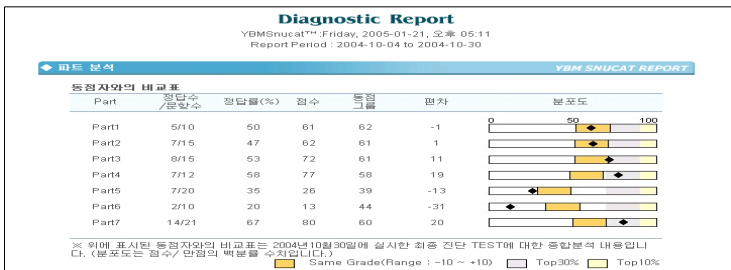 Diagnostic Report
YBMSnucat™ :Friday, 2005-01-21, 오후 05:11
Report Period : 2004-10-04 to 2004-10-30
◆ 파트 분석 YBM SNUCAT REPORT
동점자와의 비교표
Part 정답수/문항수 정답률(%) 점수 동점그룹 편차 분포도
0 50 100
Part1 5/10 50 61 62 -1
Part2 7/15 47 62 61 1
Part3 8/15 53 72 61 11
Part4 7/12 58 77 58 19
Part5 7/20 35 26 39 -13
Part6 2/10 20 13 44 -31
Part7 14/21 67 80 60 20
※ 위에 표시된 동점자와의 비교표는 2004년10월30일에 실시한 최종 진단 TEST에 대한 종합분석 내용입니
다. (분포도는 점수/ 만점의 백분률 수치입니다.)
Same Grade(Range : -10 ~ +10) Top30% Top10%